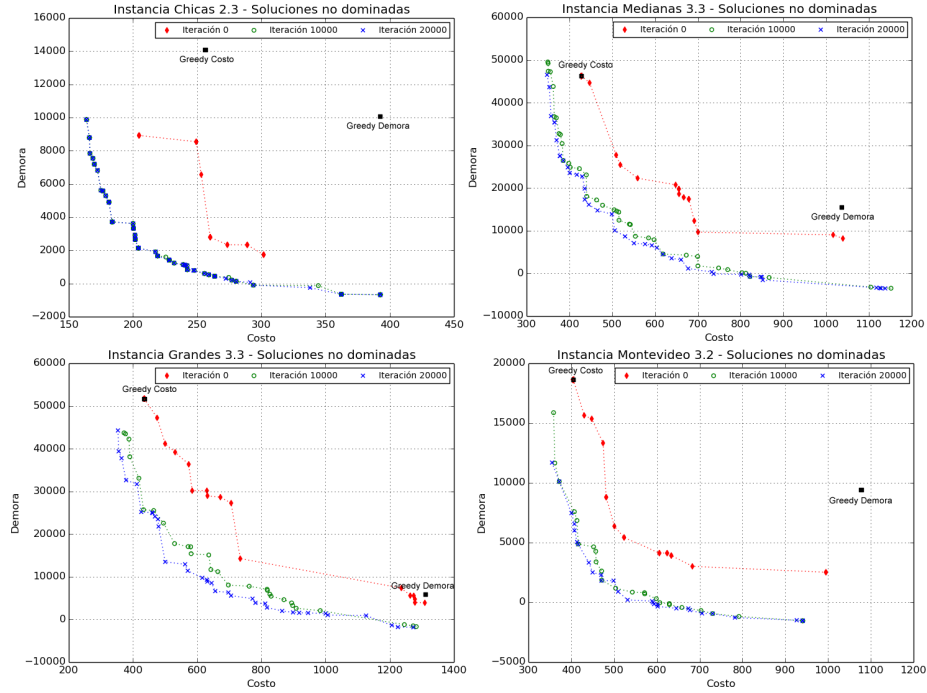 Instancia Chicas 2.3 - Soluciones no dominadas
Iteración 0 Iteración 10000 Iteración 20000
Greedy Costo
Greedy Demora
Demora
16000
14000
12000
10000
8000
6000
4000
2000
0
−2000
150 200 250 300 350 400 450
Costo
Instancia Medianas 3.3 - Soluciones no dominadas
Iteración 0 Iteración 10000 Iteración 20000
Greedy Costo
Greedy Demora
Demora
60000
50000
40000
30000
20000
10000
0
−10000
300 400 500 600 700 800 900 1000 1100 1200
Costo
Instancia Grandes 3.3 - Soluciones no dominadas
Iteración 0 Iteración 10000 Iteración 20000
Greedy Costo
Greedy Demora
Demora
60000
50000
40000
30000
20000
10000
0
−10000
200 400 600 800 1000 1200 1400
Costo
Instancia Montevideo 3.2 - Soluciones no dominadas
Iteración 0 Iteración 10000 Iteración 20000
Greedy Costo
Greedy Demora
Demora
20000
15000
10000
5000
0
−5000
300 400 500 600 700 800 900 1000 1100 1200
Costo